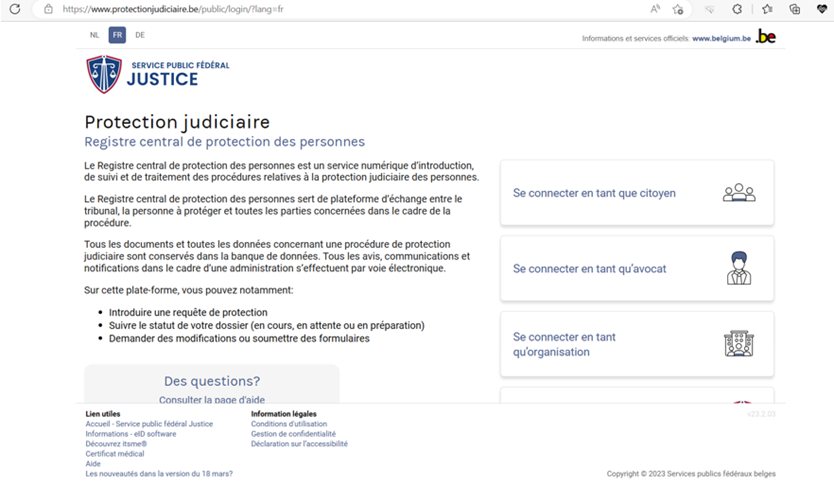 https://www.protectionjudiciaire.be/public/login/?lang=fr
NL FR DE
Informations et services officiels: www.belgium.be .be
SERVICE PUBLIC FÉDÉRAL
JUSTICE
Protection judiciaire
Registre central de protection des personnes
Le Registre central de protection des personnes est un service numérique d'introduction,
de suivi et de traitement des procédures relatives à la protection judiciaire des personnes.
Le Registre central de protection des personnes sert de plateforme d'échange entre le
tribunal, la personne à protéger et toutes les parties concernées dans le cadre de la
procédure.
Tous les documents et toutes les données concernant une procédure de protection
judiciaire sont conservés dans la banque de données. Tous les avis, communications et
notifications dans le cadre d'une administration s'effectuent par voie électronique.
Sur cette plate-forme, vous pouvez notamment:
• Introduire une requête de protection
• Suivre le statut de votre dossier (en cours, en attente ou en préparation)
• Demander des modifications ou soumettre des formulaires
Des questions?
Consulter la page d'aide
Se connecter en tant que citoyen
Se connecter en tant qu'avocat
Se connecter en tant
qu'organisation
v23.2.03
Lien utiles
Accueil - Service public fédéral Justice
Informations - eID software
Découvrez itsme®
Certificat médical
Aide
Les nouveautés dans la version du 18 mars?
Information légales
Conditions d'utilisation
Gestion de confidentialité
Déclaration sur l'accessibilité
Copyright © 2023 Services publics fédéraux belges